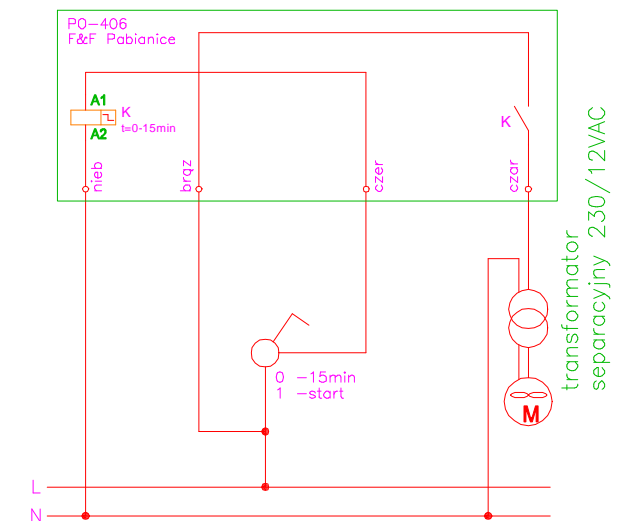 PO-406
F&F Pabianice
A1
K
A2
t=0-15min
K
nieb
brąz
czer
czar
transformator
separacyjny 230/12VAC
0 -15min
1 -start
M
L
N